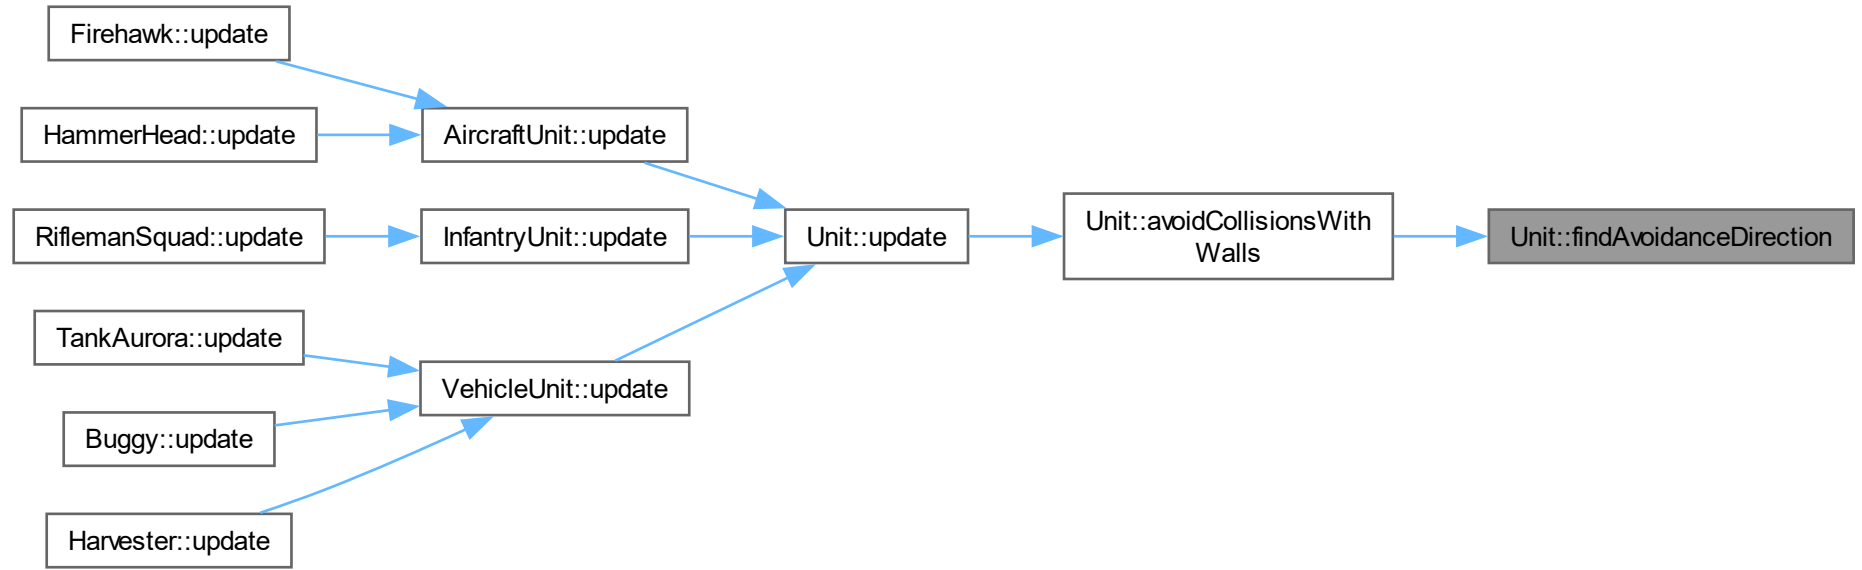 Firehawk::update
HammerHead::update
AircraftUnit::update
RiflemanSquad::update
InfantryUnit::update
Unit::update
Unit::avoidCollisionsWith
Walls
Unit::findAvoidanceDirection
TankAurora::update
VehicleUnit::update
Buggy::update
Harvester::update